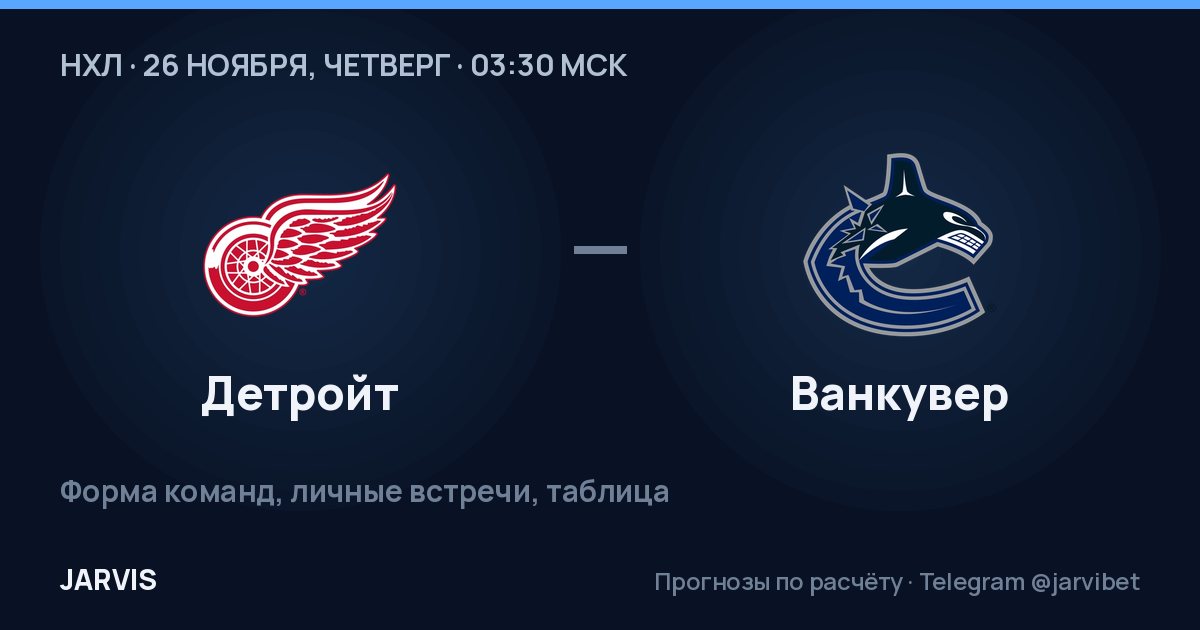 НХЛ · 26 НОЯБРЯ, ЧЕТВЕРГ · 03:30 МСК
—
Детройт
Ванкувер
Форма команд, личные встречи, таблица
JARVIS
Прогнозы по расчёту · Telegram @jarvibet